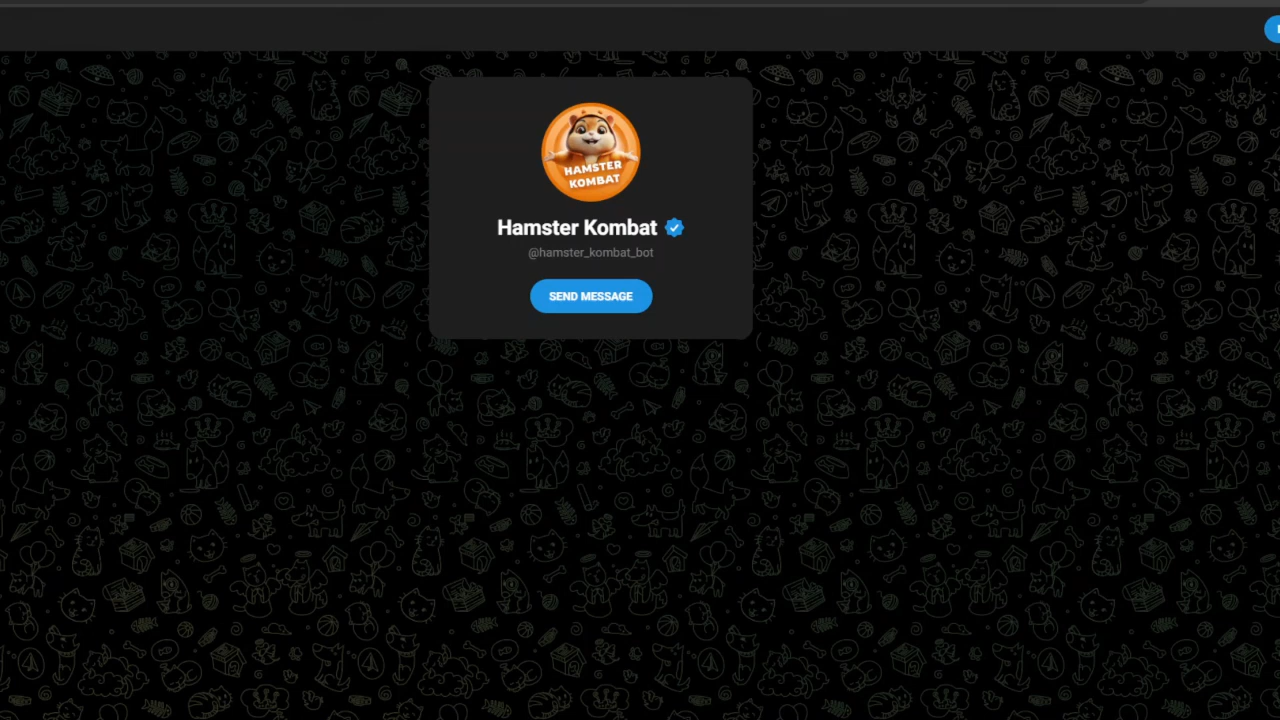 HAMSTER
KOMBAT
Hamster Kombat
@hamster_kombat_bot
SEND MESSAGE